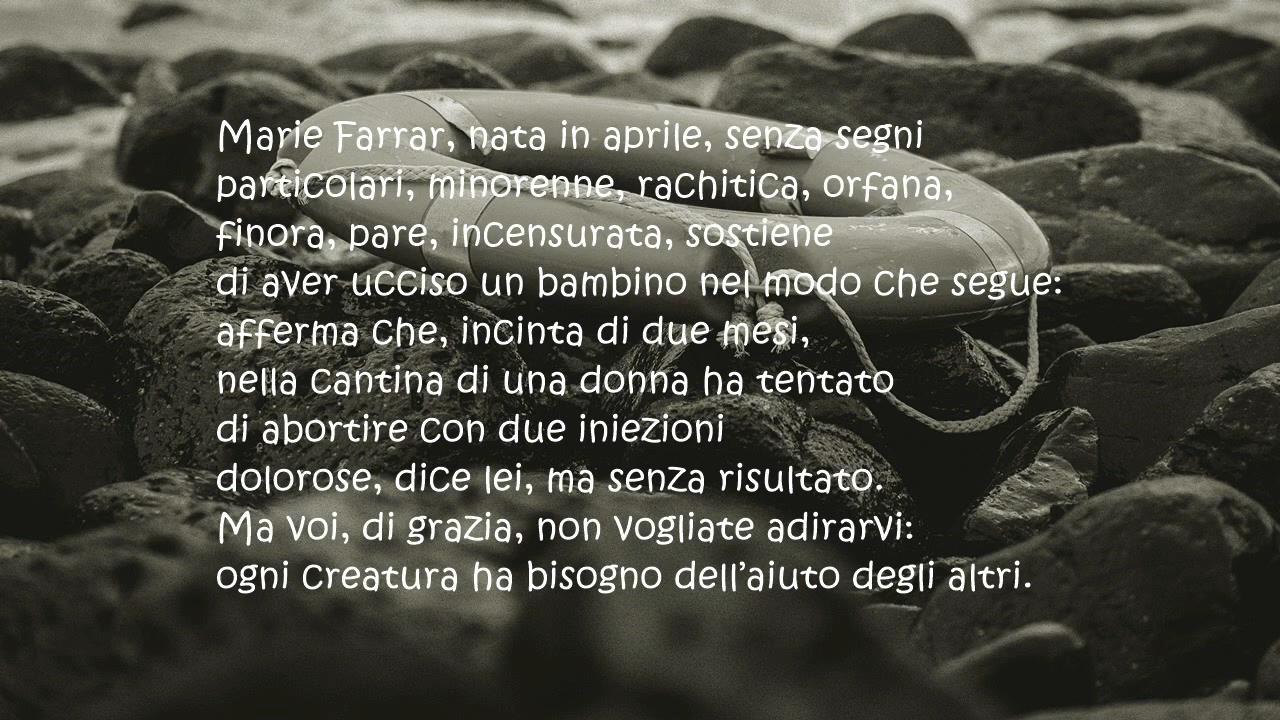 Marie Farrar, nata in aprile, senza segni
particolari, minorenne, rachitica, orfana,
finora, pare, incensurata, sostiene
di aver ucciso un bambino nel modo che segue:
afferma che, incinta di due mesi,
nella cantina di una donna ha tentato
di abortire con due iniezioni
dolorose, dice lei, ma senza risultato.
Ma voi, di grazia, non vogliate adirarvi:
ogni creatura ha bisogno dell’aiuto degli altri.